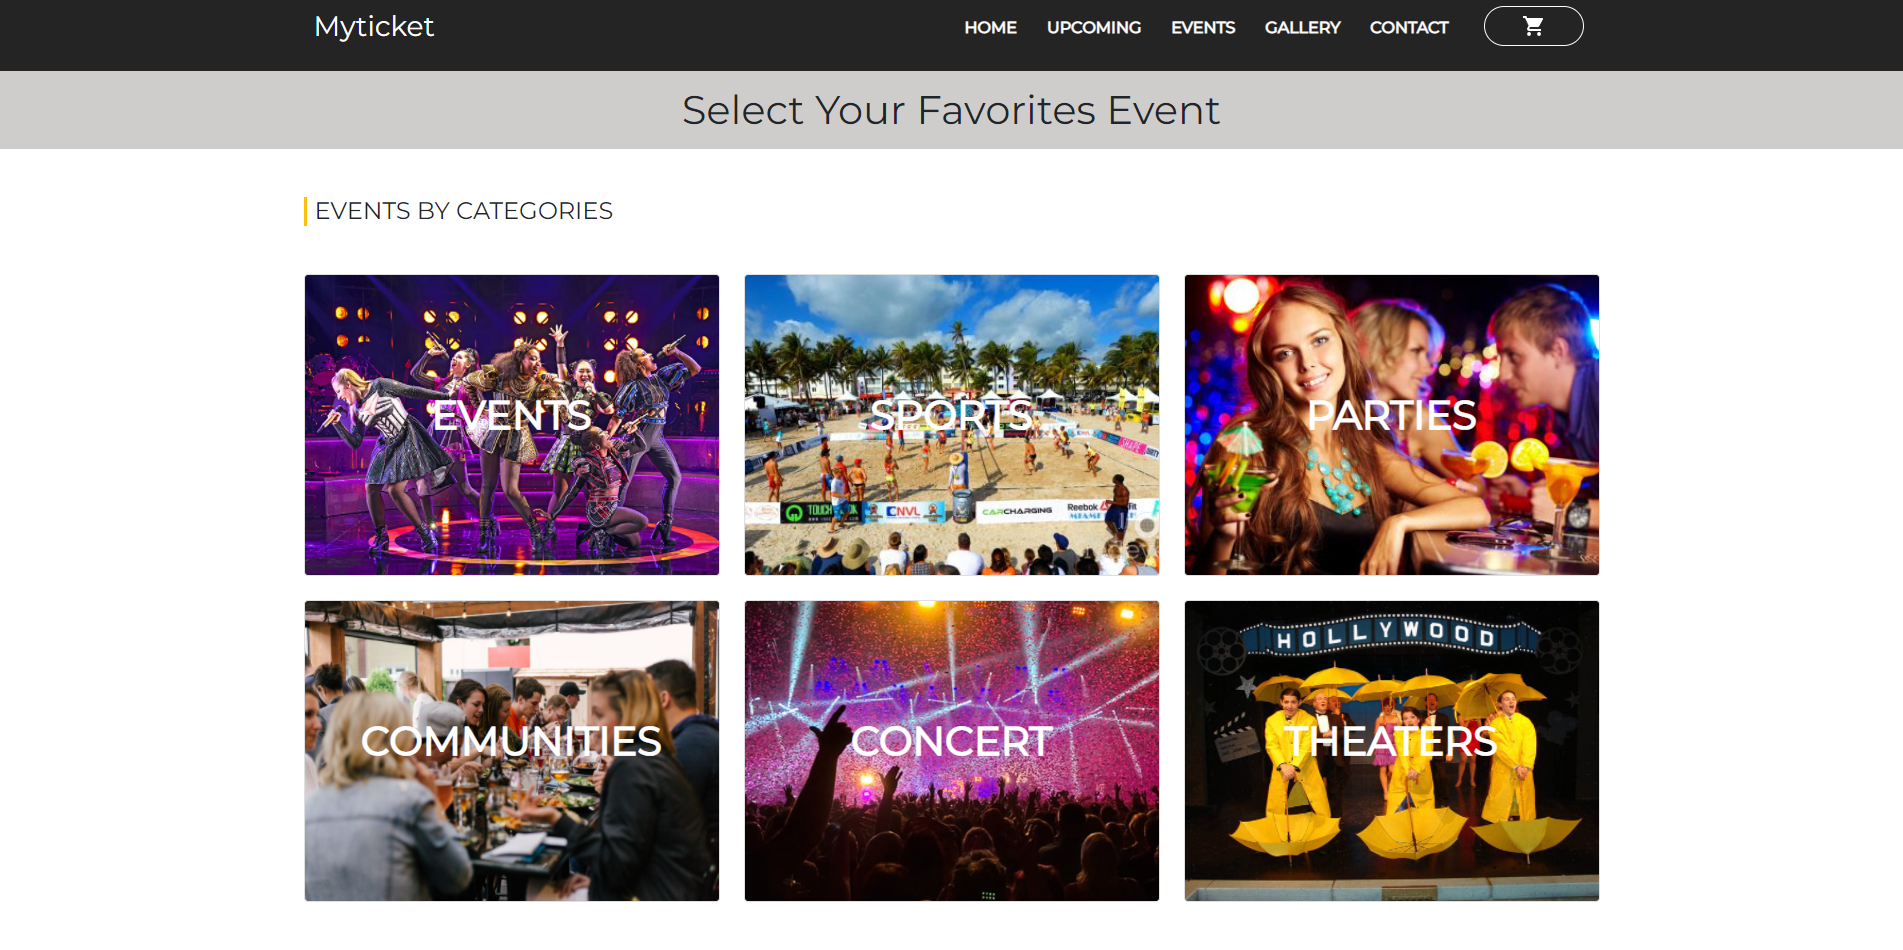 Myticket
HOME UPCOMING EVENTS GALLERY CONTACT
Select Your Favorites Event
EVENTS BY CATEGORIES
EVENTS
SPORTS
PARTIES
CNVL
CARCHARGING
Reebok
HOLLYWOOD
COMMUNITIES
CONCERT
THEATERS